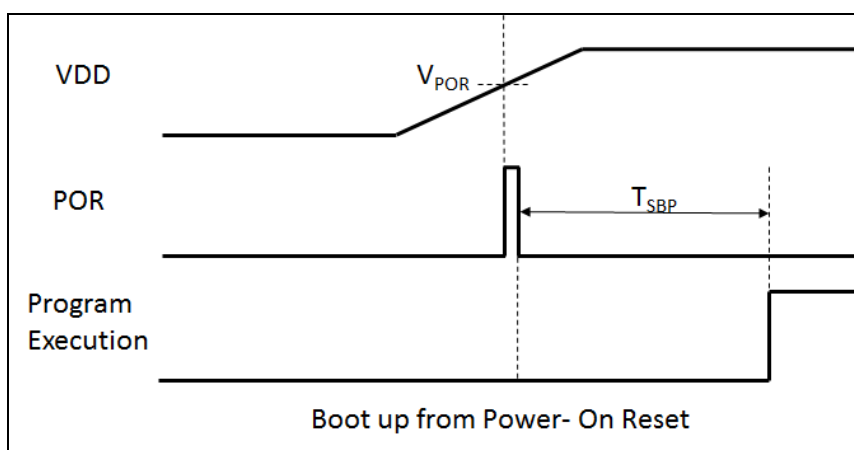 VDD
VPOR
POR
TSBP
Program
Execution
Boot up from Power- On Reset